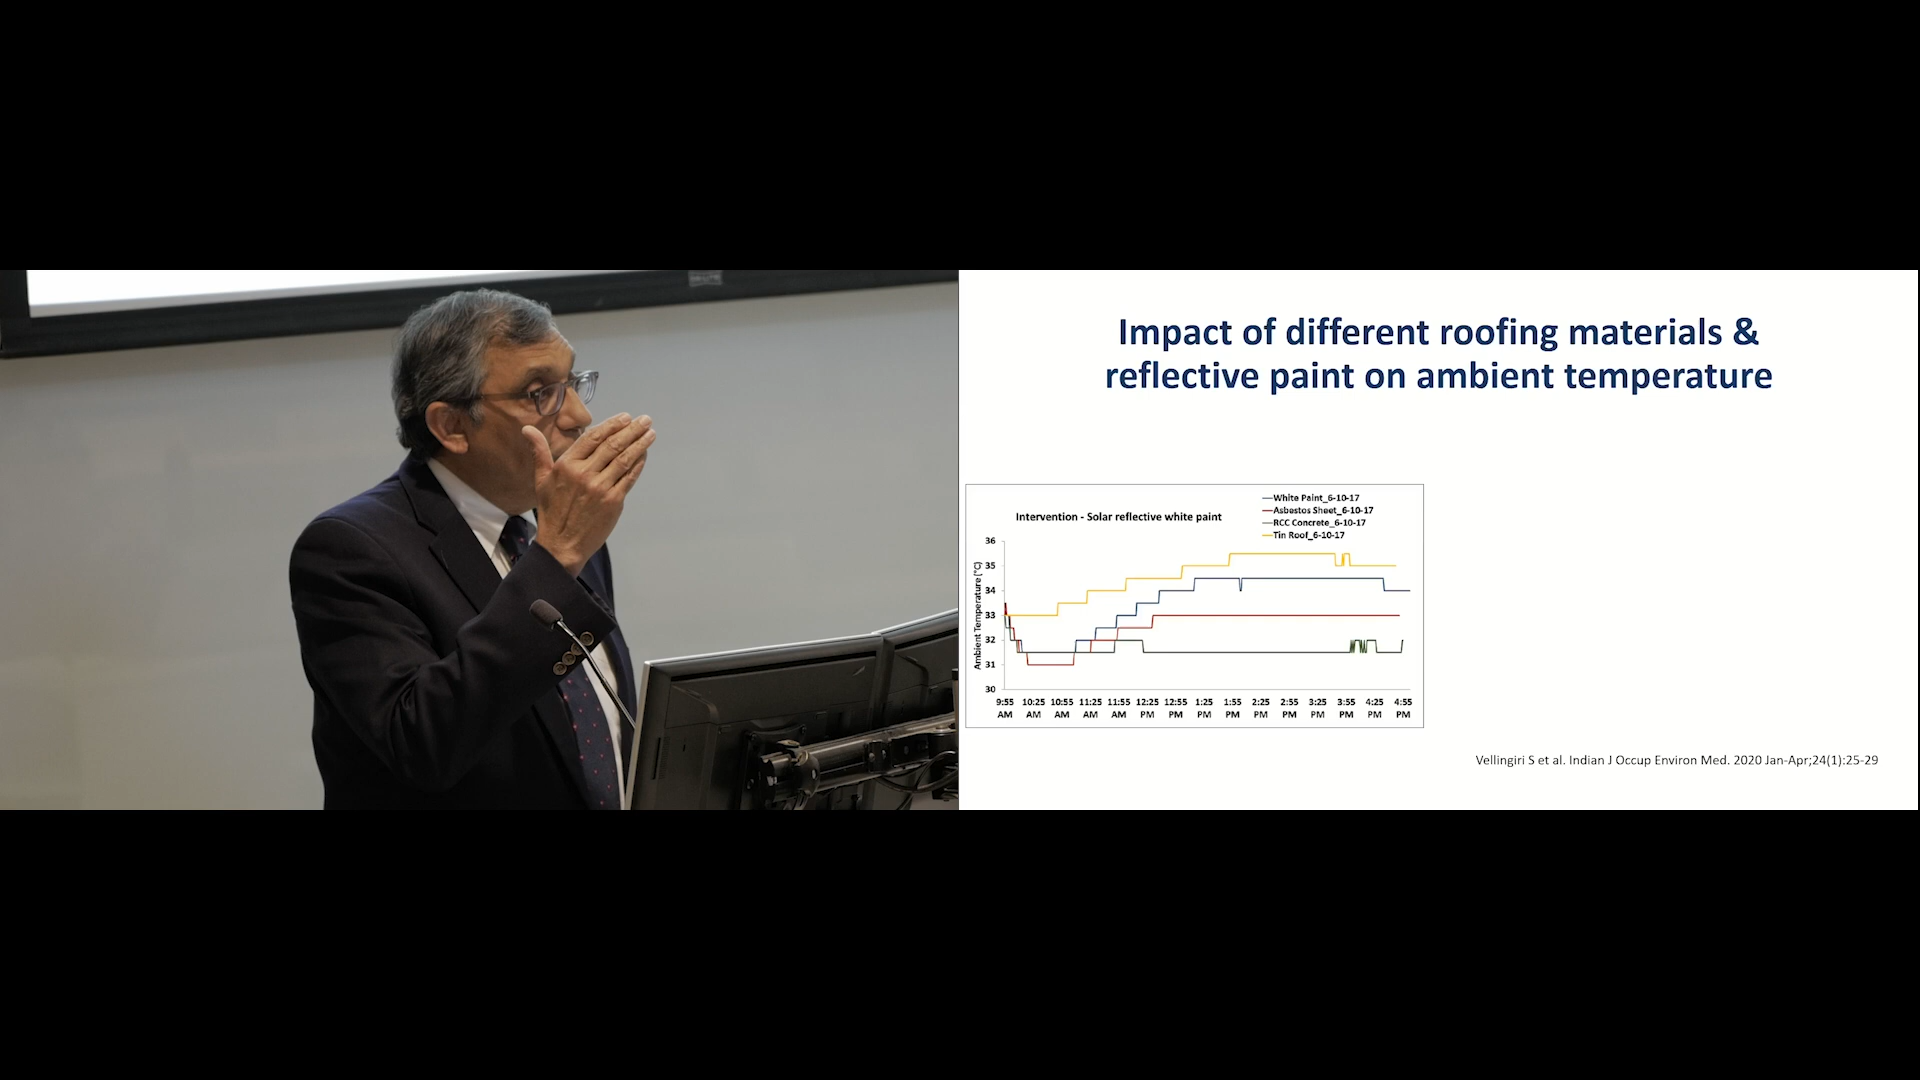 Impact of different roofing materials &
reflective paint on ambient temperature
Intervention - Solar reflective white paint
White Paint_6-10-17
Asbestos Sheet_6-10-17
RCC Concrete_6-10-17
Tin Roof_6-10-17
Ambient Temperature (°C)
36
35
34
33
32
31
30
9:55 10:25 10:55 11:25 11:55 12:25 12:55 1:25 1:55 2:25 2:55 3:25 3:55 4:25 4:55
AM AM AM AM AM PM PM PM PM PM PM PM PM PM PM
Vellingiri S et al. Indian J Occup Environ Med. 2020 Jan-Apr;24(1):25-29